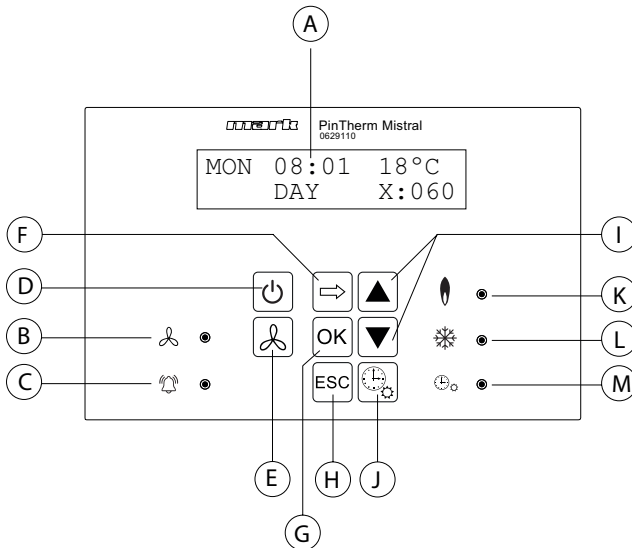 A
mark PinTherm Mistral
0629110
MON 08:01 18°C
DAY X:060
F
I
D
K
B
OK
L
C
ESC
M
E
H
J
G